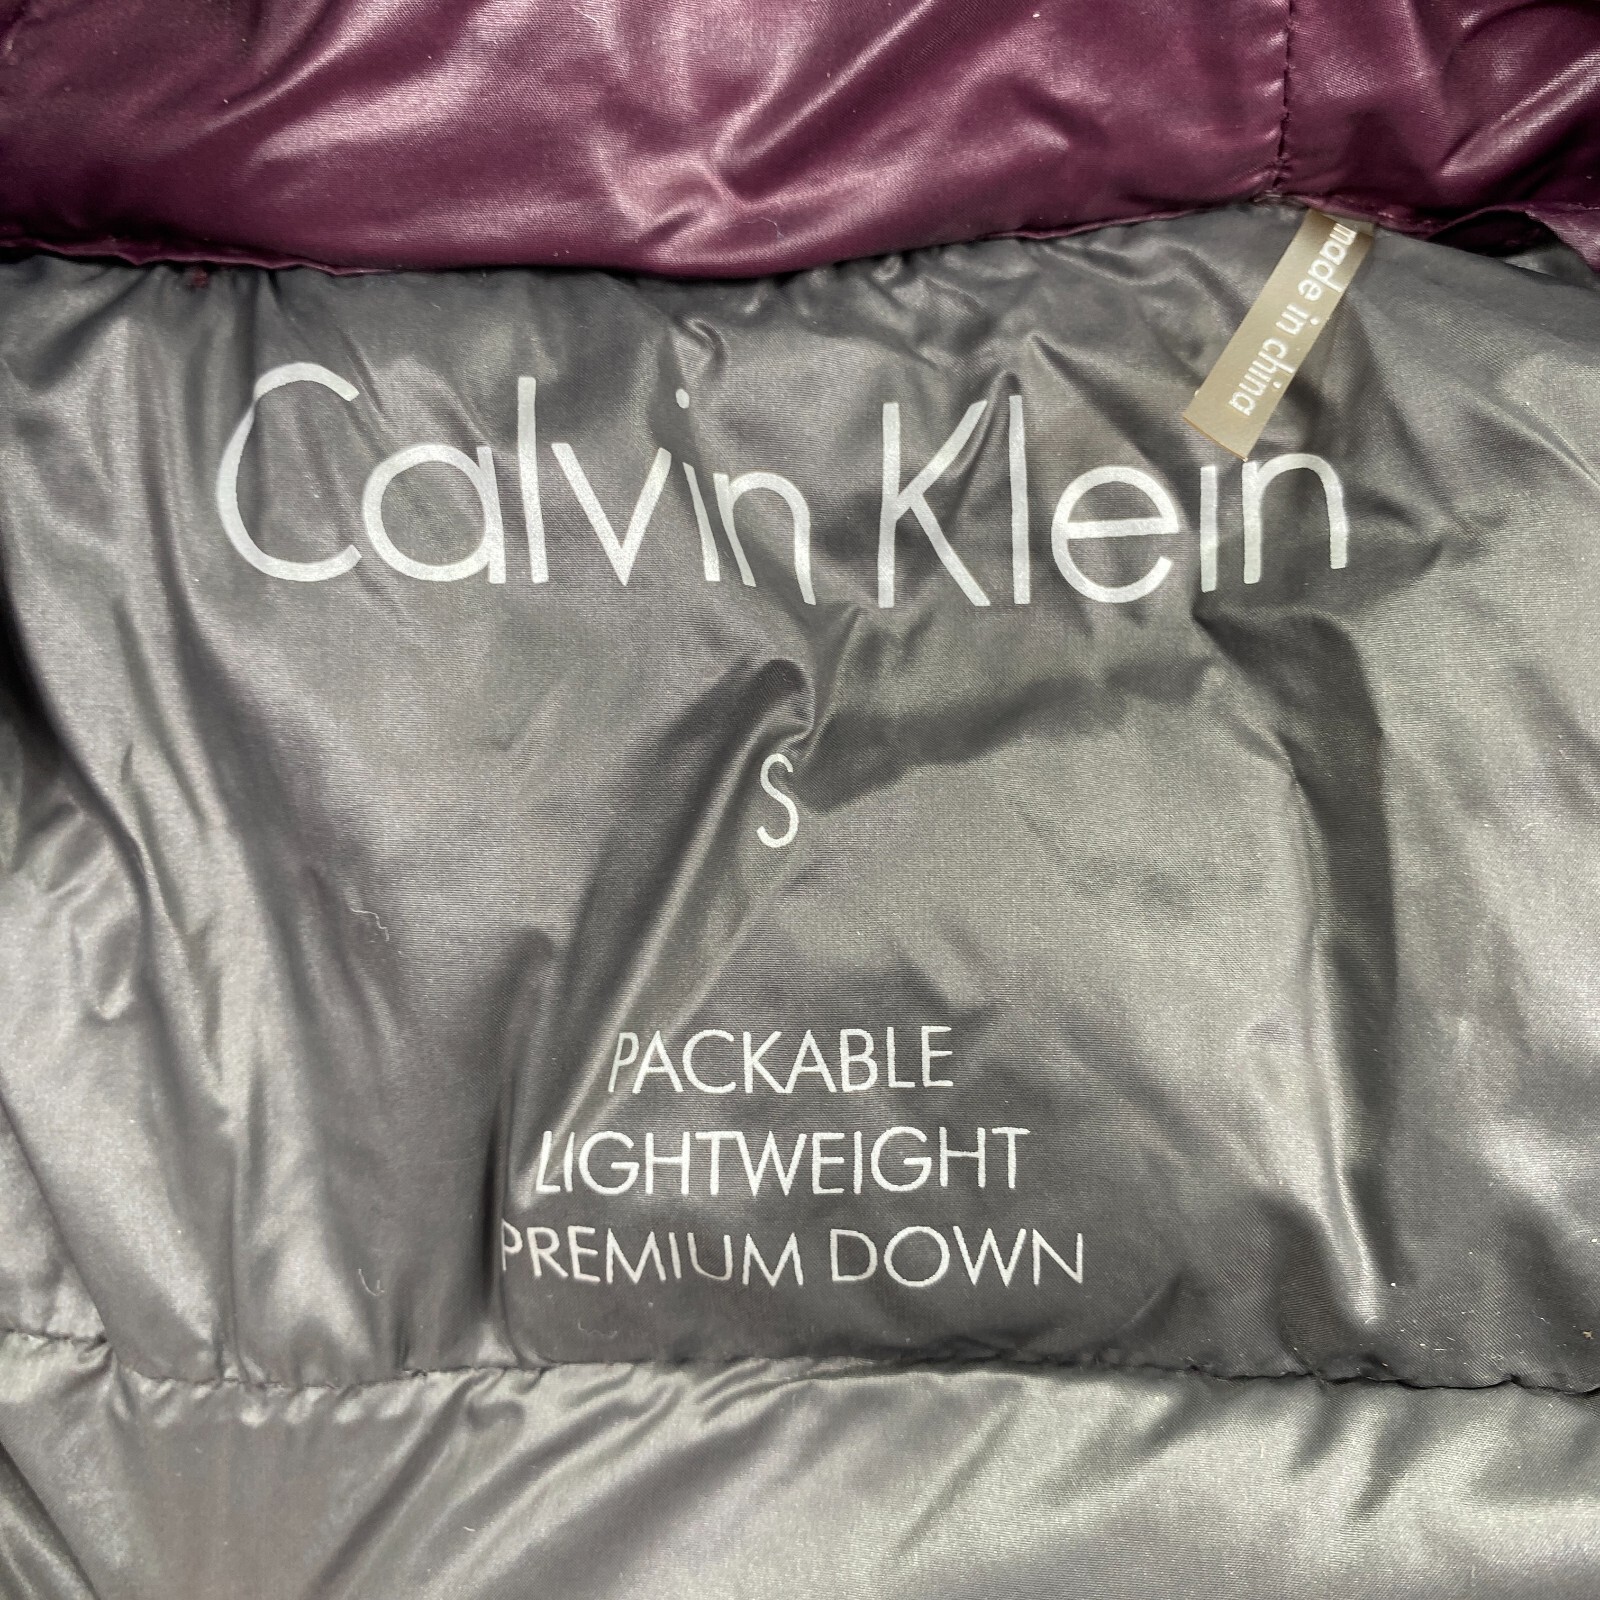 made in china
Calvin Klein
S
PACKABLE
LIGHTWEIGHT
PREMIUM DOWN